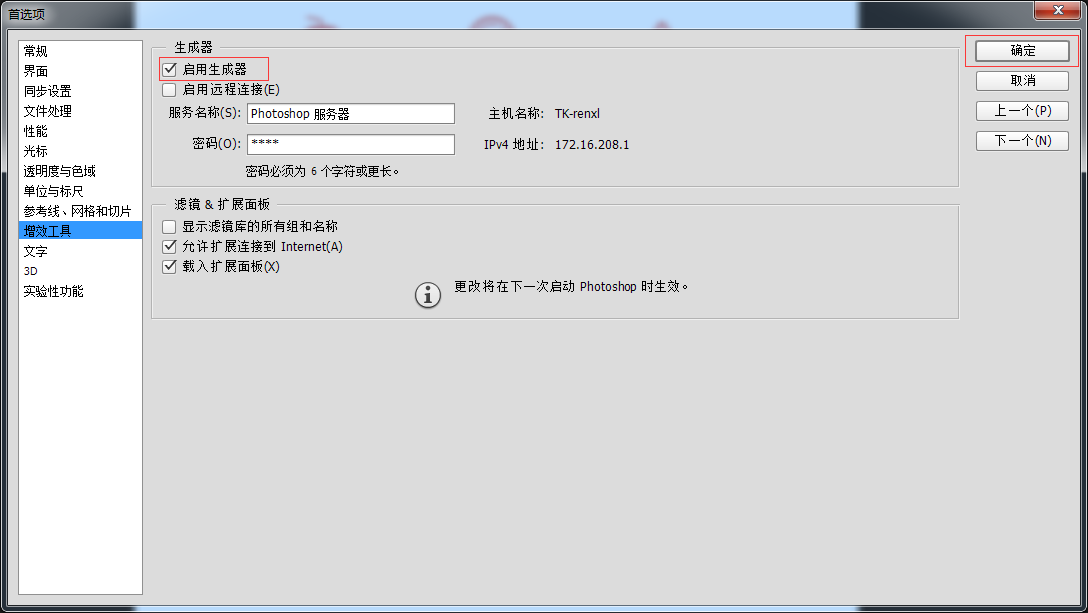 首选项
常规
界面
同步设置
文件处理
性能
光标
透明度与色域
单位与标尺
参考线、网格和切片
增效工具
文字
3D
实验性功能
生成器
启用生成器
启用远程连接(E)
服务名称(S): Photoshop 服务器 主机名称: TK-renxl
密码(O): **** IPv4 地址: 172.16.208.1
密码必须为 6 个字符或更长。
滤镜 & 扩展面板
显示滤镜库的所有组和名称
允许扩展连接到 Internet(A)
载入扩展面板(X)
更改将在下一次启动 Photoshop 时生效。
确定
取消
上一个(P)
下一个(N)